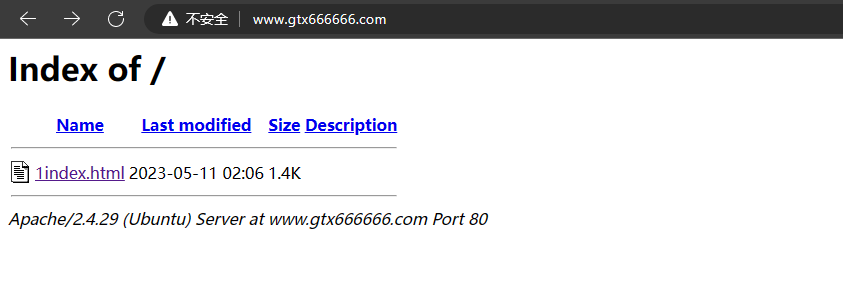 不安全 www.gtx666666.com
Index of /
Name Last modified Size Description
1index.html 2023-05-11 02:06 1.4K
Apache/2.4.29 (Ubuntu) Server at www.gtx666666.com Port 80